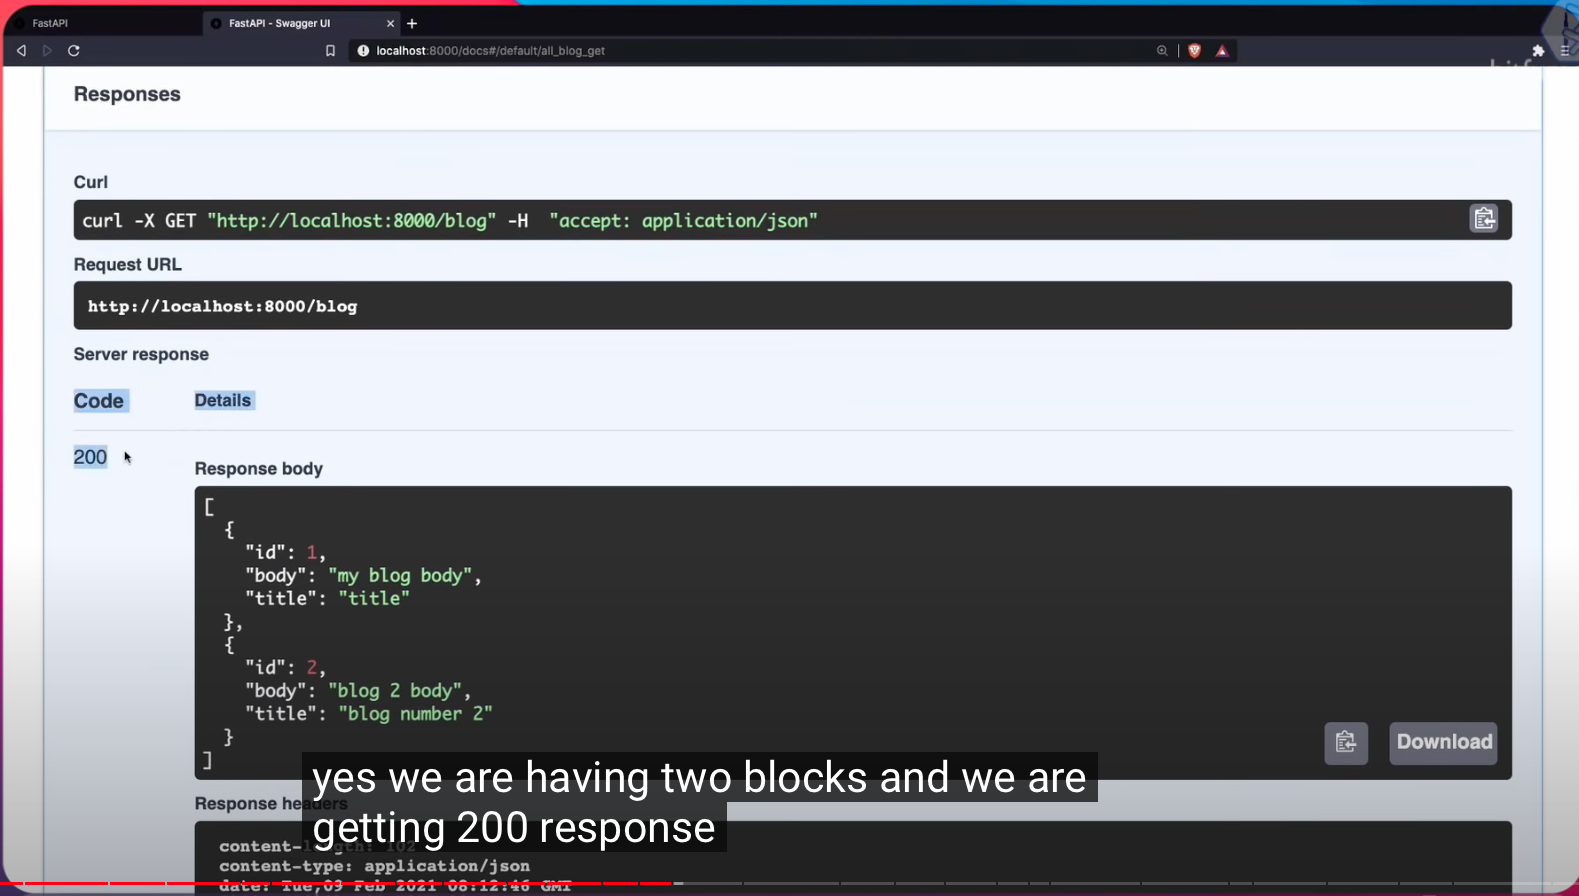 FastAPI
FastAPI - Swagger UI
localhost:8000/docs#/default/all_blog_get
Responses
Curl
curl -X GET "http://localhost:8000/blog" -H  "accept: application/json"
Request URL
http://localhost:8000/blog
Server response
Code
Details
200
Response body
[
  {
    "id": 1,
    "body": "my blog body",
    "title": "title"
  },
  {
    "id": 2,
    "body": "blog 2 body",
    "title": "blog number 2"
  }
]
Download
yes we are having two blocks and we are
getting 200 response
Response headers
content-length: 102
content-type: application/json
date: Tue,09 Feb 2021 08:12:46 GMT